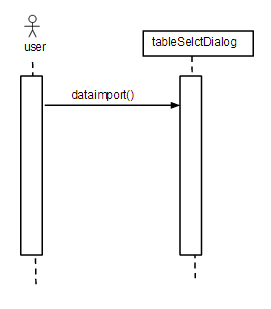 user
tableSelctDialog
dataimport()